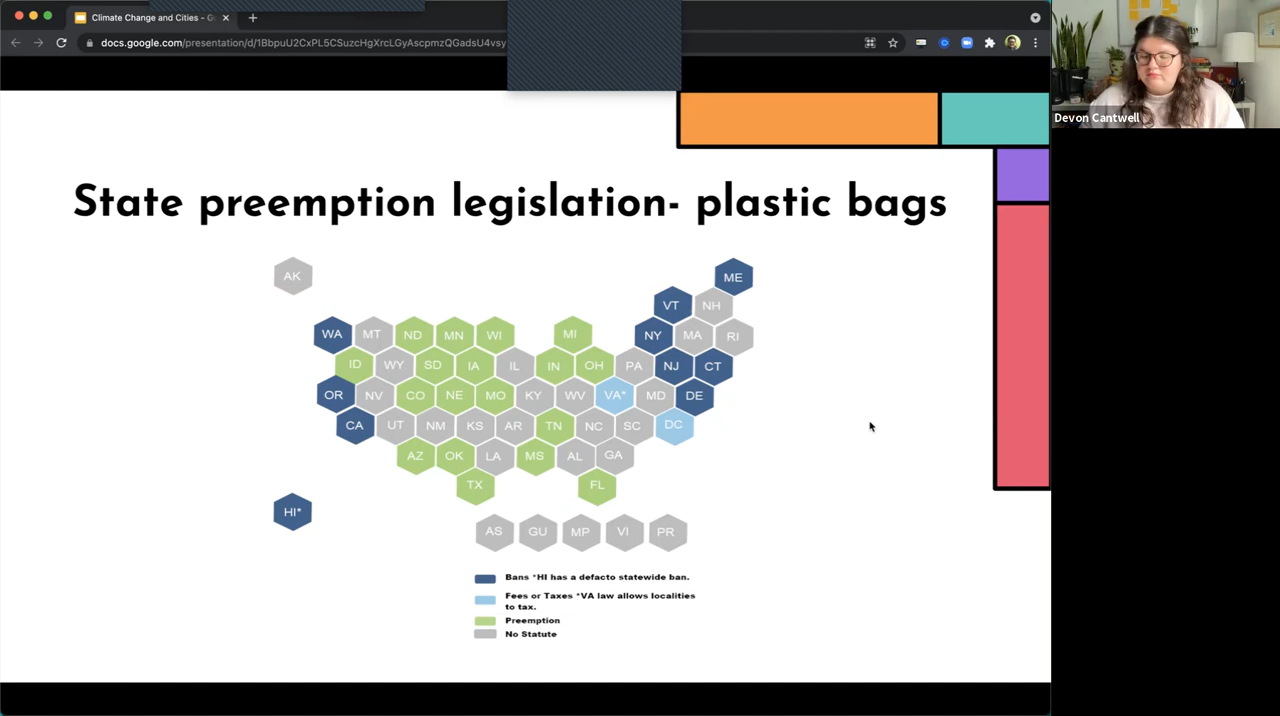 Climate Change and Cities - G
docs.google.com/presentation/d/1BbpuU2CxPL5CSuzcHgXrcLGyAscpmzQGadsU4vsy
Devon Cantwell
State preemption legislation- plastic bags
AK
ME
VT NH
WA MT ND MN WI MI NY MA RI
ID WY SD IA IL IN OH PA NJ CT
OR NV CO NE MO KY WV VA* MD DE
CA UT NM KS AR TN NC SC DC
AZ OK LA MS AL GA
TX FL
HI*
AS GU MP VI PR
Bans *HI has a defacto statewide ban.
Fees or Taxes *VA law allows localities
to tax.
Preemption
No Statute